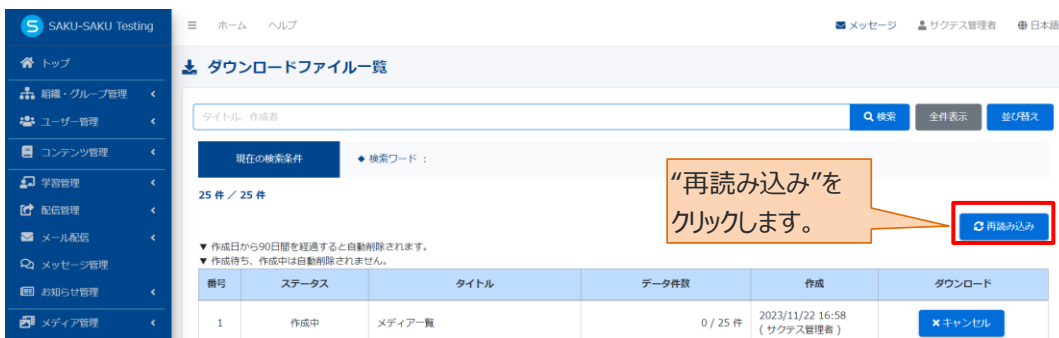 S SAKU-SAKU Testing
ホーム ヘルプ
メッセージ サクテス管理者 日本語
トップ
組織・グループ管理
ユーザー管理
コンテンツ管理
学習管理
配信管理
メール配信
メッセージ管理
お知らせ管理
メディア管理
ダウンロードファイル一覧
タイトル、作成者
検索 全件表示 並び替え
現在の検索条件 ◆ 検索ワード :
25 件 / 25 件
“再読み込み”を
クリックします。
再読み込み
▼ 作成日から90日間を経過すると自動削除されます。
▼ 作成待ち、作成中は自動削除されません。
番号 ステータス タイトル データ件数 作成 ダウンロード
1 作成中 メディア一覧 0 / 25 件 2023/11/22 16:58
( サクテス管理者 )
キャンセル